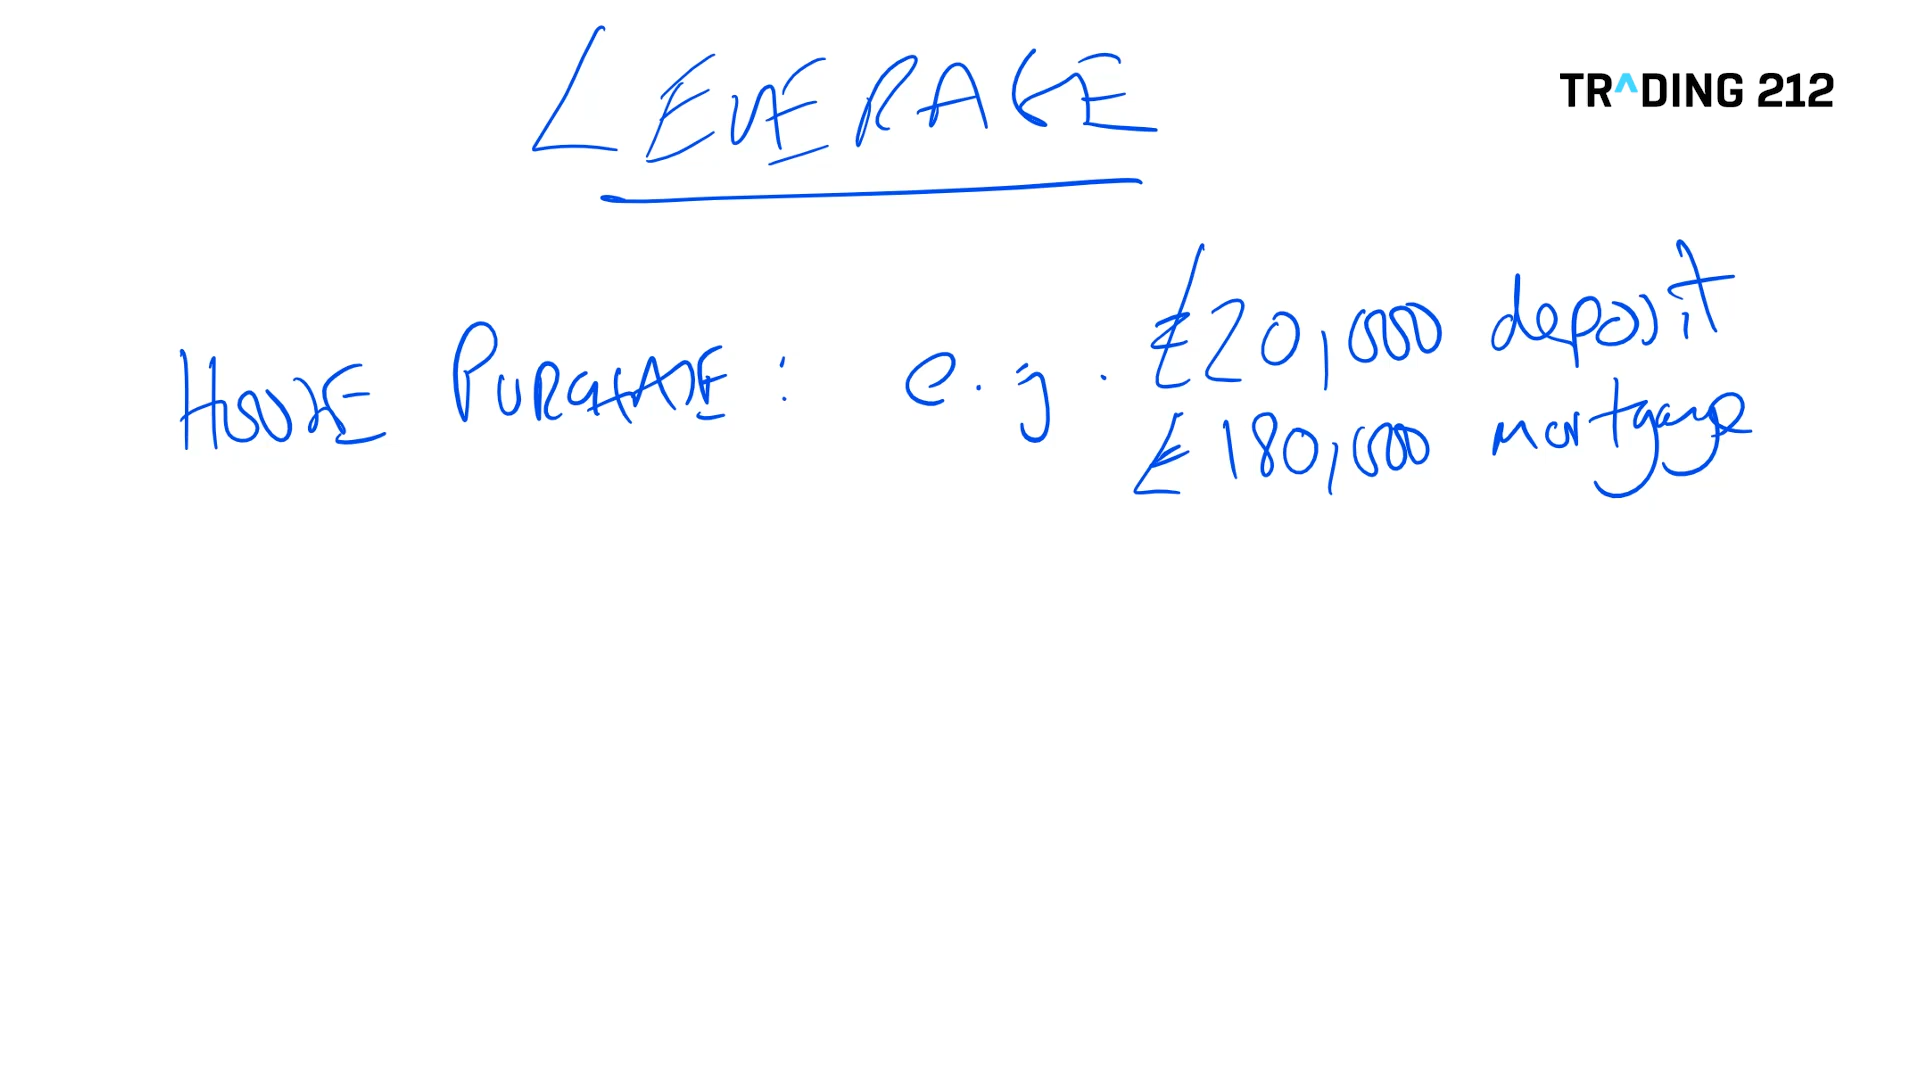 LEVERAGE
TRADING 212
HOUSE PURCHASE: e.g. £20,000 deposit
£180,000 mortgage